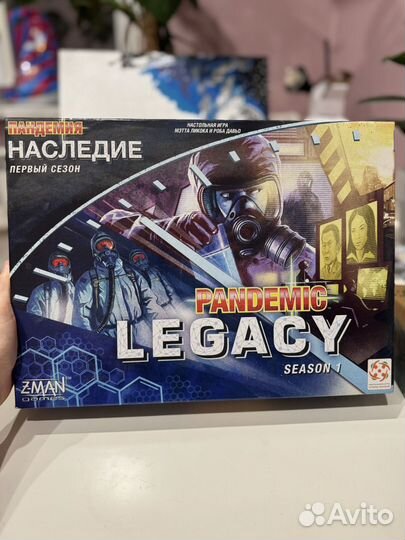 ПАНДЕМИЯ
НАСЛЕДИЕ
ПЕРВЫЙ СЕЗОН
НАСТОЛЬНАЯ ИГРА
МЭТТА ЛИКОКА И РОБА ДАВЬО
PANDEMIC
LEGACY
SEASON 1
Z-MAN
games
Avito